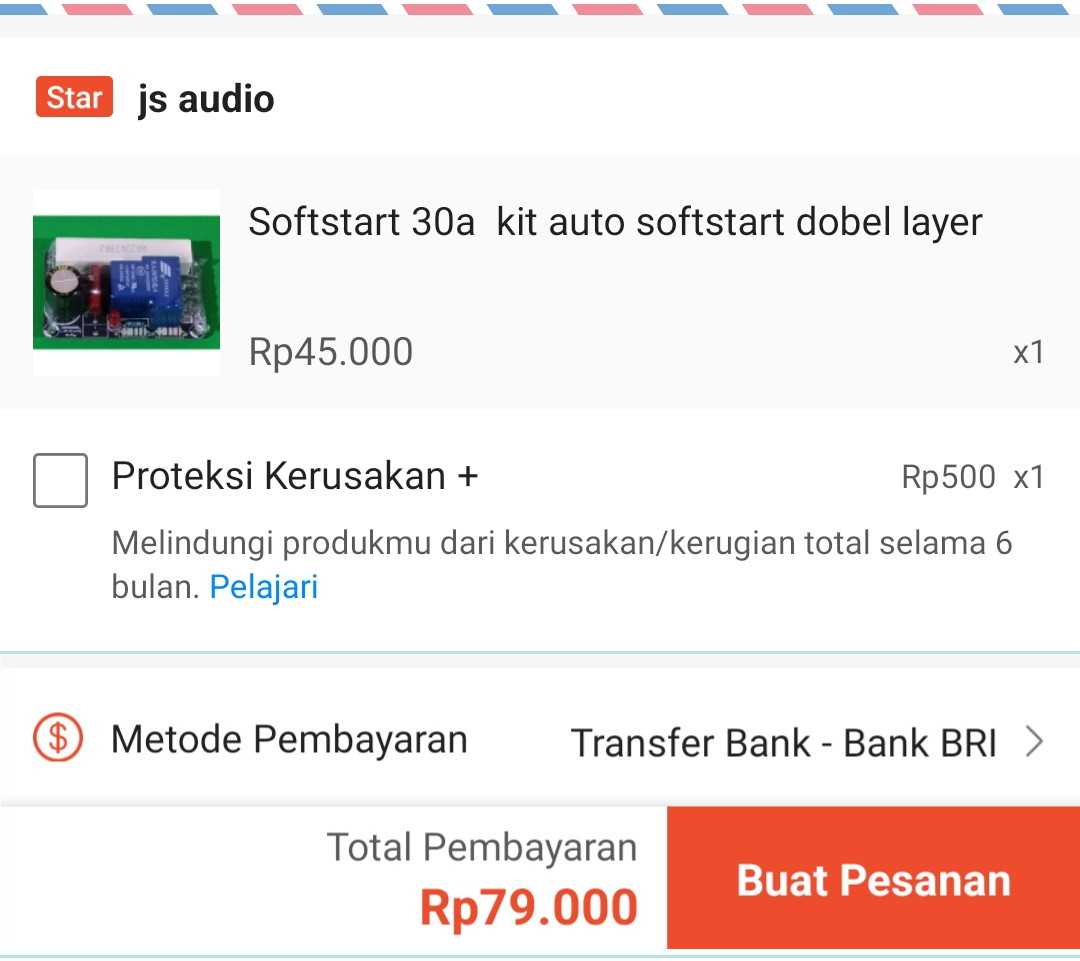 Star js audio
Softstart 30a  kit auto softstart dobel layer
Rp45.000 x1
Proteksi Kerusakan + Rp500 x1
Melindungi produkmu dari kerusakan/kerugian total selama 6
bulan. Pelajari
Metode Pembayaran Transfer Bank - Bank BRI
Total Pembayaran
Rp79.000
Buat Pesanan